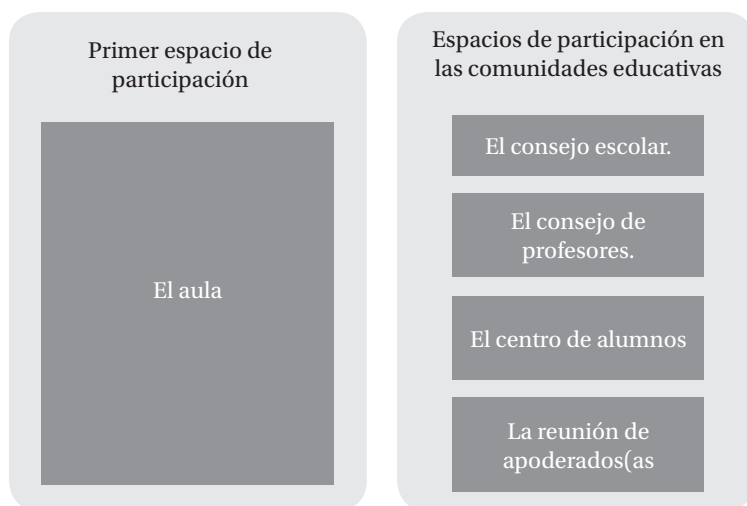 Primer espacio de
participación
El aula
Espacios de participación en
las comunidades educativas
El consejo escolar.
El consejo de
profesores.
El centro de alumnos
La reunión de
apoderados(as